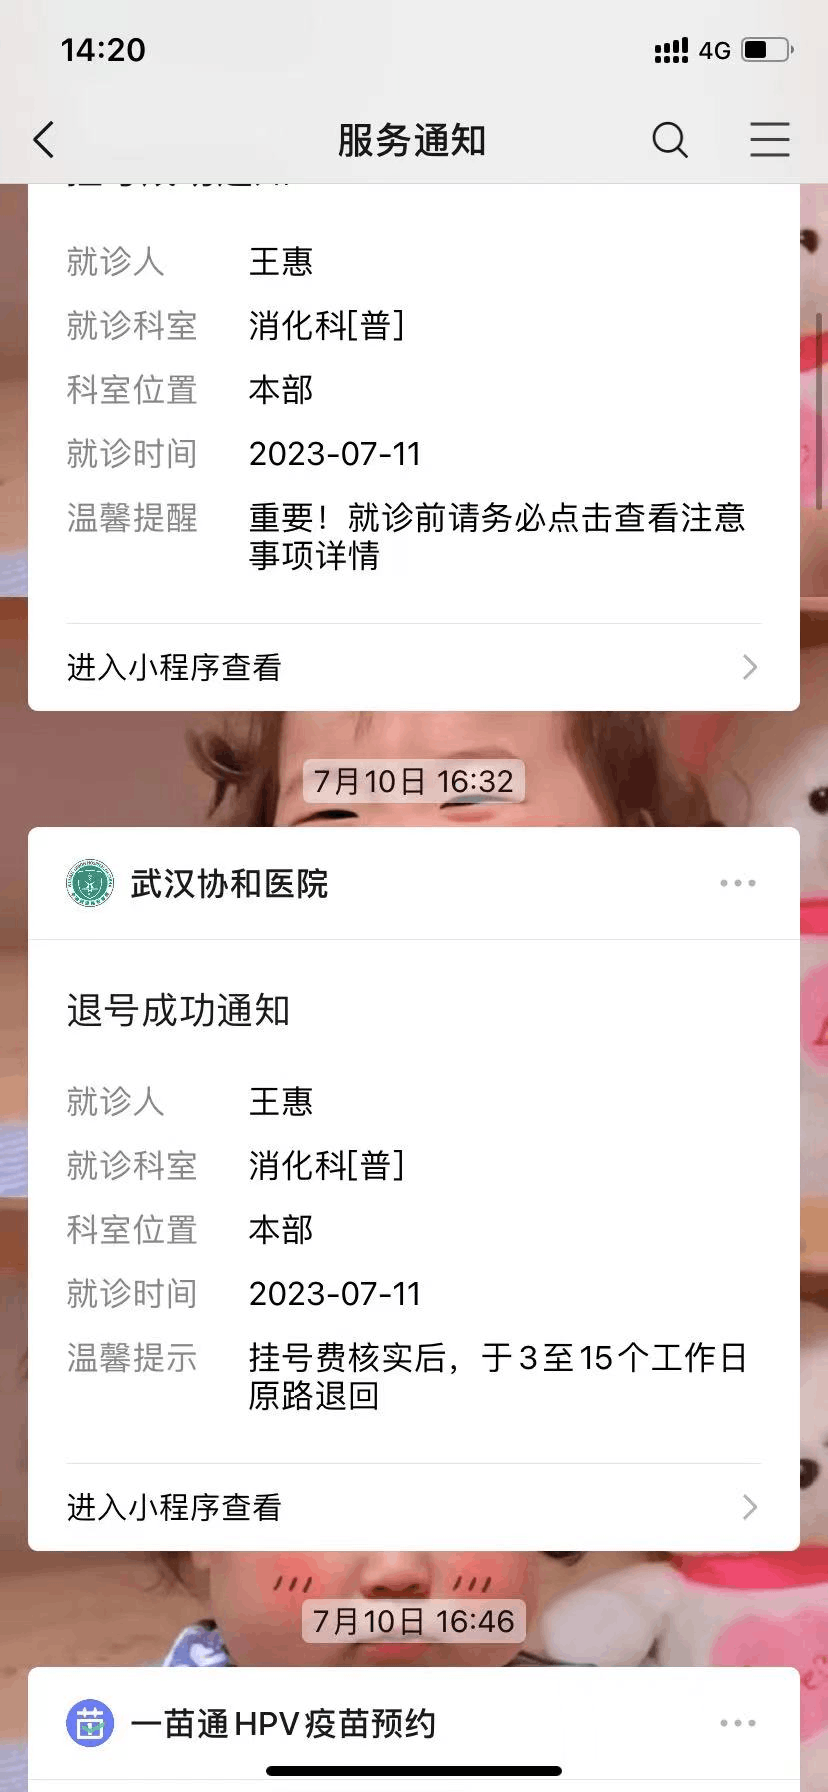 14:20
4G
服务通知
就诊人 王惠
就诊科室 消化科[普]
科室位置 本部
就诊时间 2023-07-11
温馨提醒 重要！就诊前请务必点击查看注意
事项详情
进入小程序查看
7月10日 16:32
武汉协和医院
退号成功通知
就诊人 王惠
就诊科室 消化科[普]
科室位置 本部
就诊时间 2023-07-11
温馨提示 挂号费核实后，于3至15个工作日
原路退回
进入小程序查看
7月10日 16:46
一苗通HPV疫苗预约